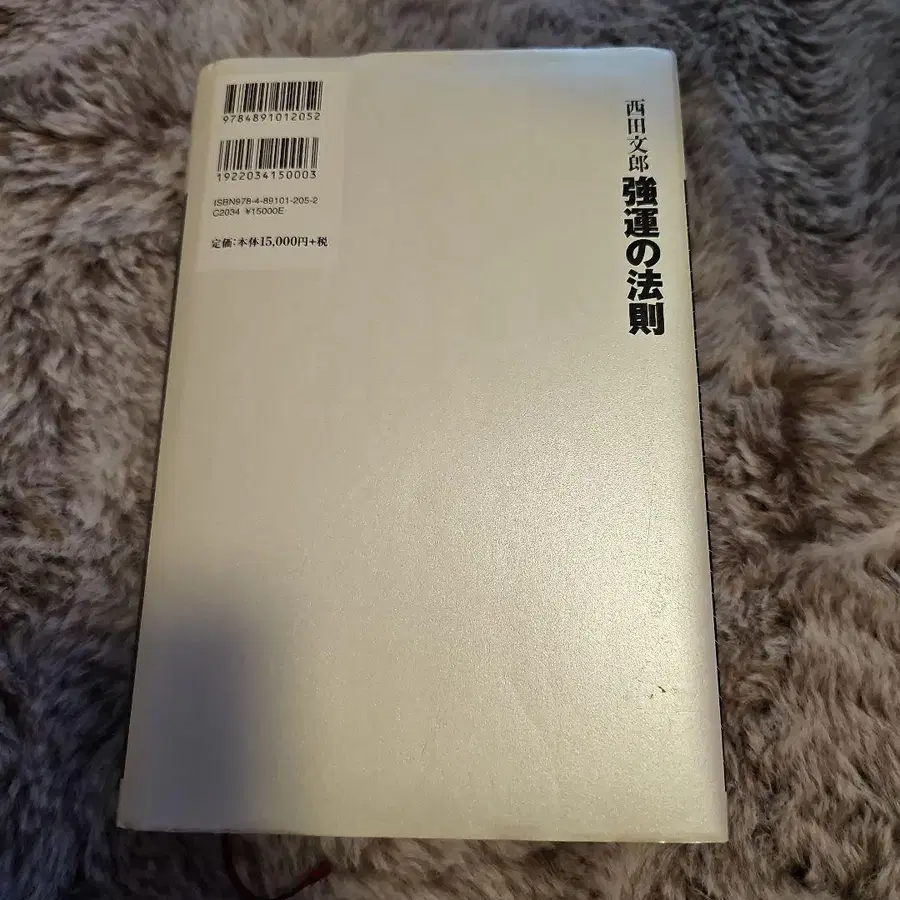 9784891012052
1922034150003
ISBN978-4-89101-205-2
C2034 ¥15000E
定価:本体15,000円+税
西田文郎
強運の法則